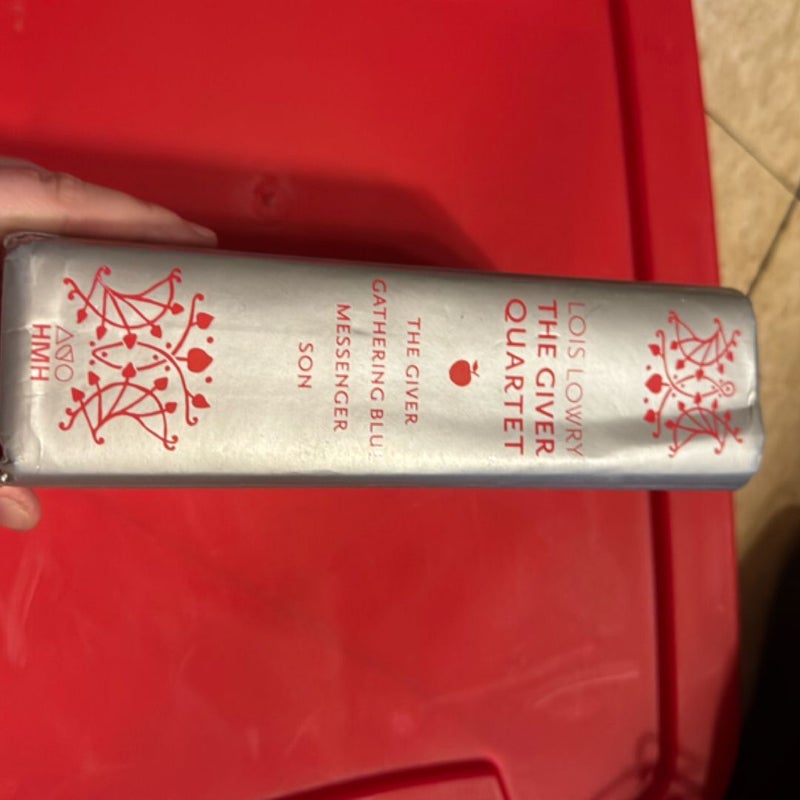 LOIS LOWRY
THE GIVER
QUARTET
THE GIVER
GATHERING BLU
MESSENGER
SON
HMH